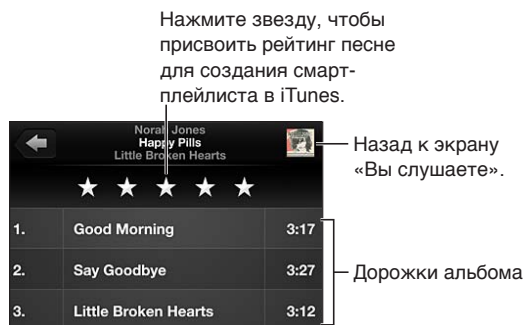 Нажмите звезду, чтобы
присвоить рейтинг песне
для создания смарт-
плейлиста в iTunes.
Norah Jones
Happy Pills
Little Broken Hearts
Назад к экрану
«Вы слушаете».
1. Good Morning 3:17
2. Say Goodbye 3:27
3. Little Broken Hearts 3:12
Дорожки альбома